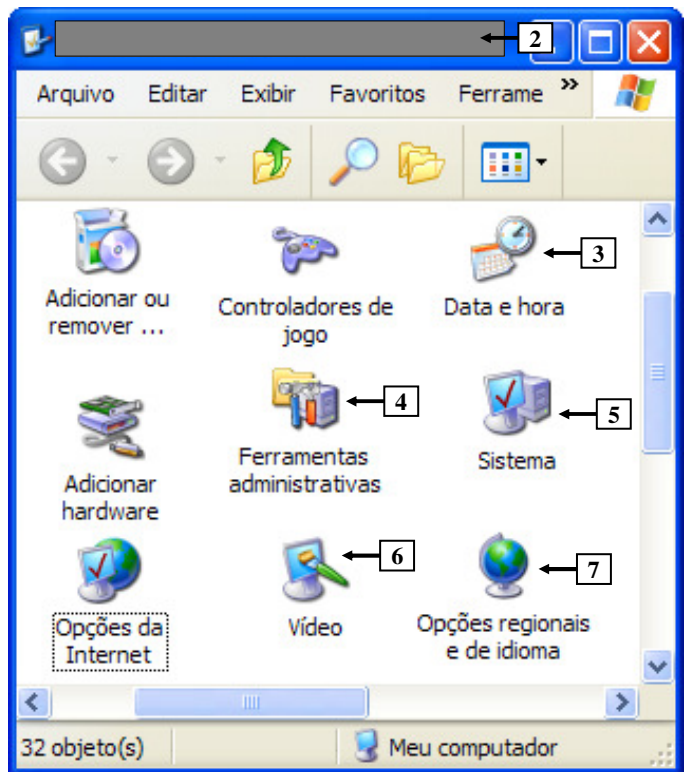 2
Arquivo Editar Exibir Favoritos Ferrame »
3
Adicionar ou
remover ...
Controladores de
jogo
Data e hora
4
5
Adicionar
hardware
Ferramentas
administrativas
Sistema
6
7
Opções da
Internet
Vídeo
Opções regionais
e de idioma
32 objeto(s) Meu computador